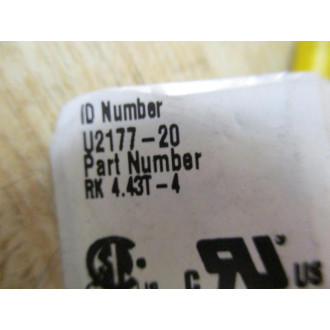 ID Number
U2177-20
Part Number
RK 4.43T-4
C US